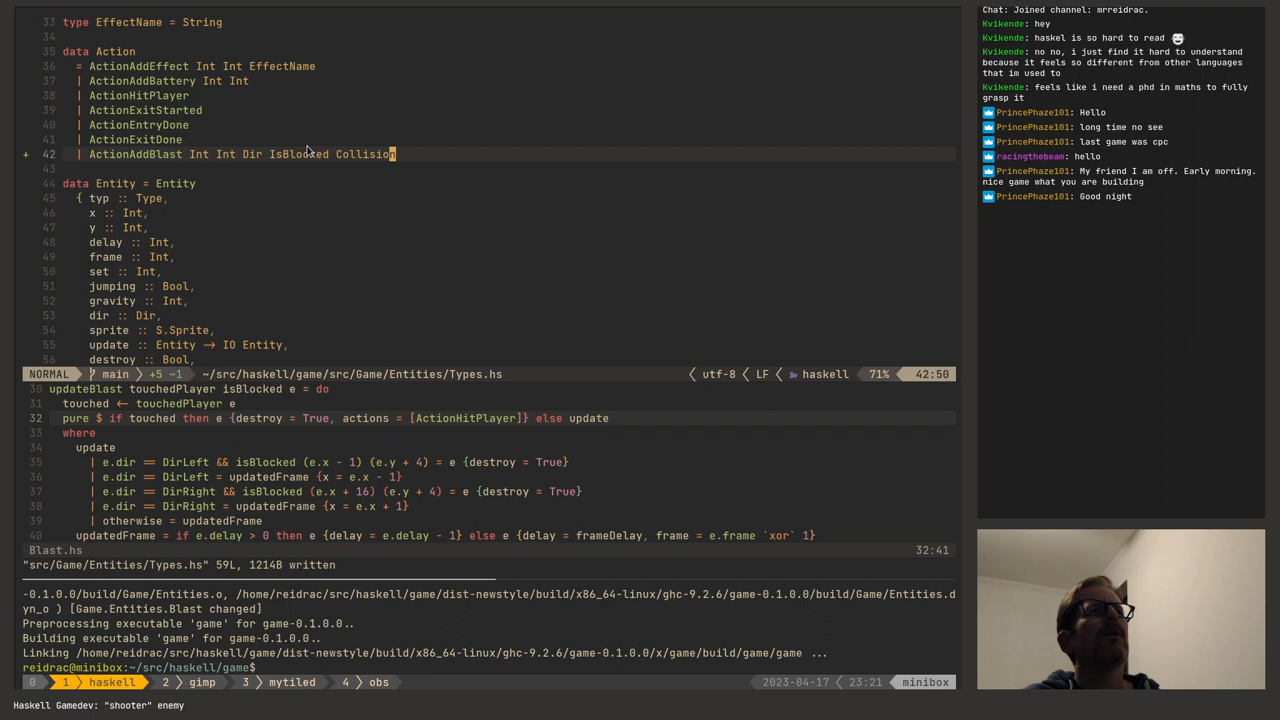 33 type EffectName = String
34
35 data Action
36 = ActionAddEffect Int Int EffectName
37 | ActionAddBattery Int Int
38 | ActionHitPlayer
39 | ActionExitStarted
40 | ActionEntryDone
41 | ActionExitDone
+ 42 | ActionAddBlast Int Int Dir IsBlocked Collision
43
44 data Entity = Entity
45 { typ :: Type,
46 x :: Int,
47 y :: Int,
48 delay :: Int,
49 frame :: Int,
50 set :: Int,
51 jumping :: Bool,
52 gravity :: Int,
53 dir :: Dir,
54 sprite :: S.Sprite,
55 update :: Entity → IO Entity,
56 destroy :: Bool,
NORMAL main +5 ~1 ~/src/haskell/game/src/Game/Entities/Types.hs utf-8 LF haskell 71% 42:50
30 updateBlast touchedPlayer isBlocked e = do
31 touched ← touchedPlayer e
32 pure $ if touched then e {destroy = True, actions = [ActionHitPlayer]} else update
33 where
34 update
35 | e.dir == DirLeft && isBlocked (e.x - 1) (e.y + 4) = e {destroy = True}
36 | e.dir == DirLeft = updatedFrame {x = e.x - 1}
37 | e.dir == DirRight && isBlocked (e.x + 16) (e.y + 4) = e {destroy = True}
38 | e.dir == DirRight = updatedFrame {x = e.x + 1}
39 | otherwise = updatedFrame
40 updatedFrame = if e.delay > 0 then e {delay = e.delay - 1} else e {delay = frameDelay, frame = e.frame `xor` 1}
Blast.hs 32:41
"src/Game/Entities/Types.hs" 59L, 1214B written
-0.1.0.0/build/Game/Entities.o, /home/reidrac/src/haskell/game/dist-newstyle/build/x86_64-linux/ghc-9.2.6/game-0.1.0.0/build/Game/Entities.d
yn_o ) [Game.Entities.Blast changed]
Preprocessing executable 'game' for game-0.1.0.0..
Building executable 'game' for game-0.1.0.0..
Linking /home/reidrac/src/haskell/game/dist-newstyle/build/x86_64-linux/ghc-9.2.6/game-0.1.0.0/x/game/build/game/game ...
reidrac@minibox:~/src/haskell/game$
0 1 haskell 2 gimp 3 mytiled 4 obs 2023-04-17 23:21 minibox
Haskell Gamedev: "shooter" enemy
Chat: Joined channel: mrreidrac.
Kvikende: hey
Kvikende: haskel is so hard to read
Kvikende: no no, i just find it hard to understand
because it feels so different from other languages
that im used to
Kvikende: feels like i need a phd in maths to fully
grasp it
PrincePhaze101: Hello
PrincePhaze101: long time no see
PrincePhaze101: last game was cpc
racingthebeam: hello
PrincePhaze101: My friend I am off. Early morning.
nice game what you are building
PrincePhaze101: Good night